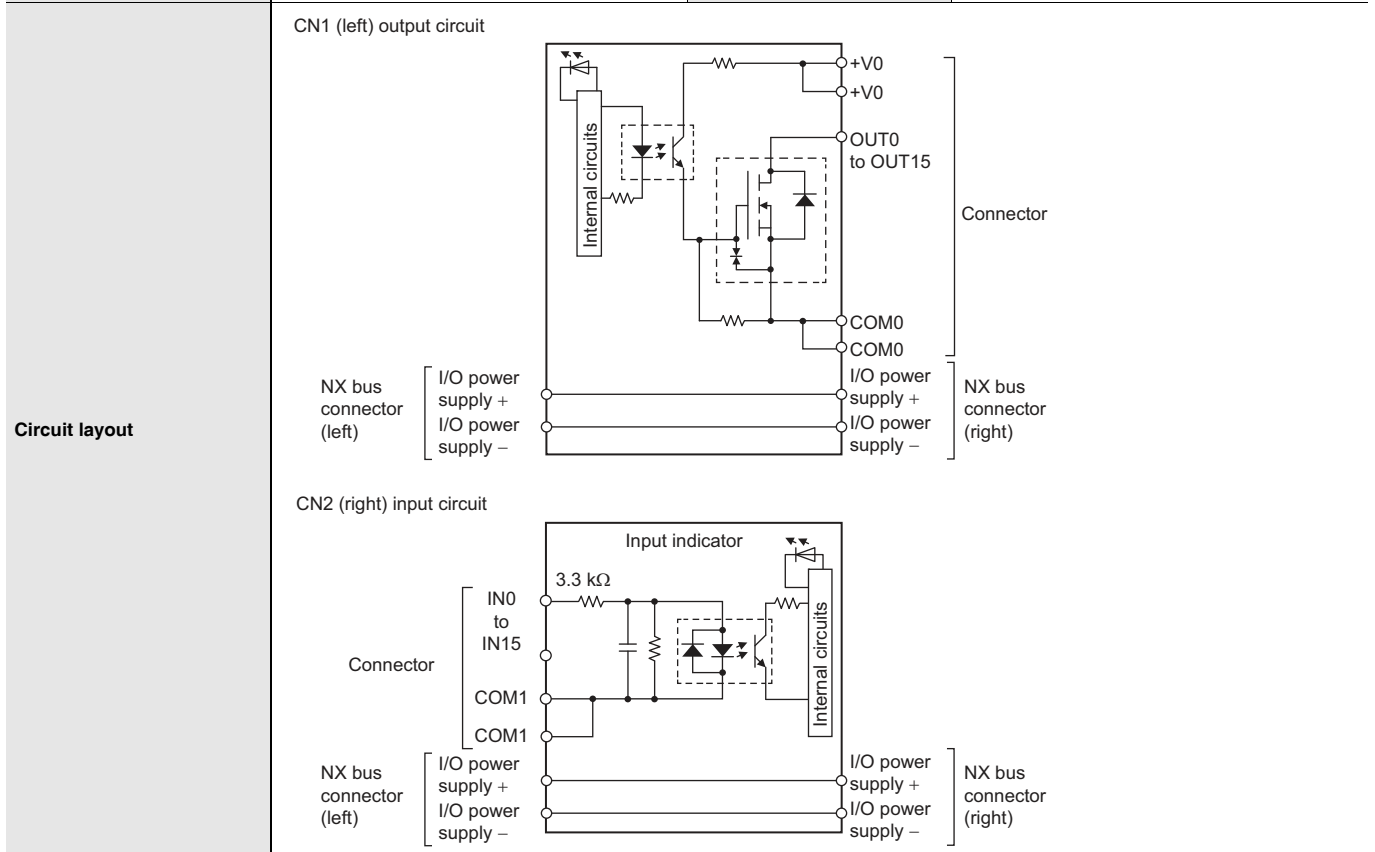 Circuit layout
CN1 (left) output circuit
Internal circuits
+V0
+V0
OUT0
to OUT15
COM0
COM0
Connector
NX bus
connector
(left)
I/O power
supply +
I/O power
supply −
I/O power
supply +
I/O power
supply −
NX bus
connector
(right)
CN2 (right) input circuit
Input indicator
3.3 kΩ
IN0
to
IN15
Connector
COM1
COM1
Internal circuits
NX bus
connector
(left)
I/O power
supply +
I/O power
supply −
I/O power
supply +
I/O power
supply −
NX bus
connector
(right)